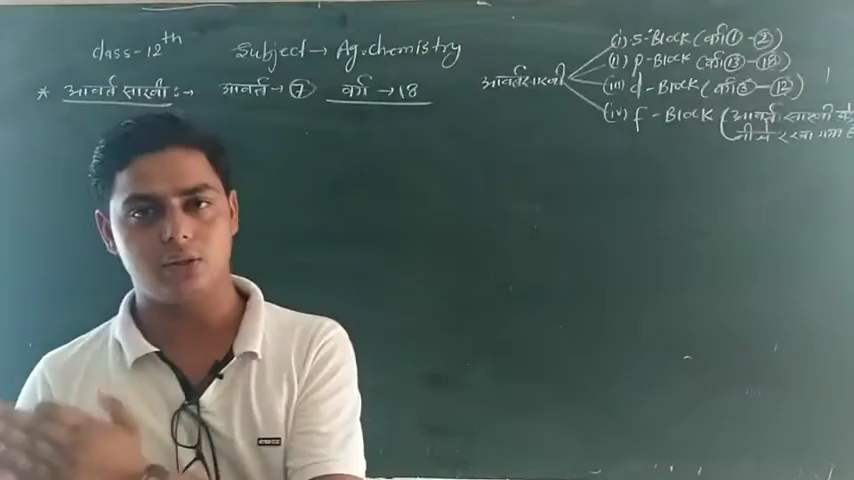 class-12th
Subject → Ag.chemistry
* आवर्त सारणी :→ आवर्त → 7 वर्ग → 18
आवर्तसारणी
(i) S-Block (वर्ग 1 - 2)
(ii) p-Block (वर्ग 13 - 18)
(iii) d-Block (वर्ग 3 - 12)
(iv) f-Block (आवर्त सारणी के
नीचे रखा गया है